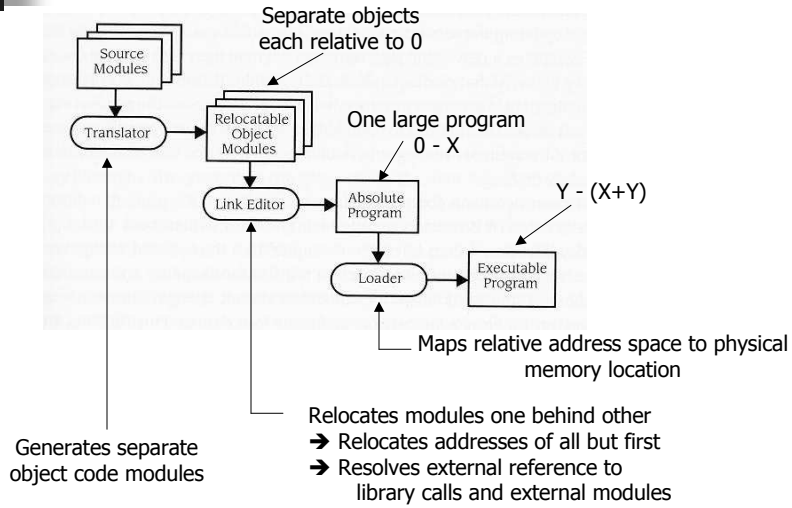 Separate objects
each relative to 0
Source
Modules
Translator
Relocatable
Object
Modules
One large program
0 - X
Link Editor
Absolute
Program
Y - (X+Y)
Loader
Executable
Program
Maps relative address space to physical
memory location
Relocates modules one behind other
➔ Relocates addresses of all but first
➔ Resolves external reference to
library calls and external modules
Generates separate
object code modules